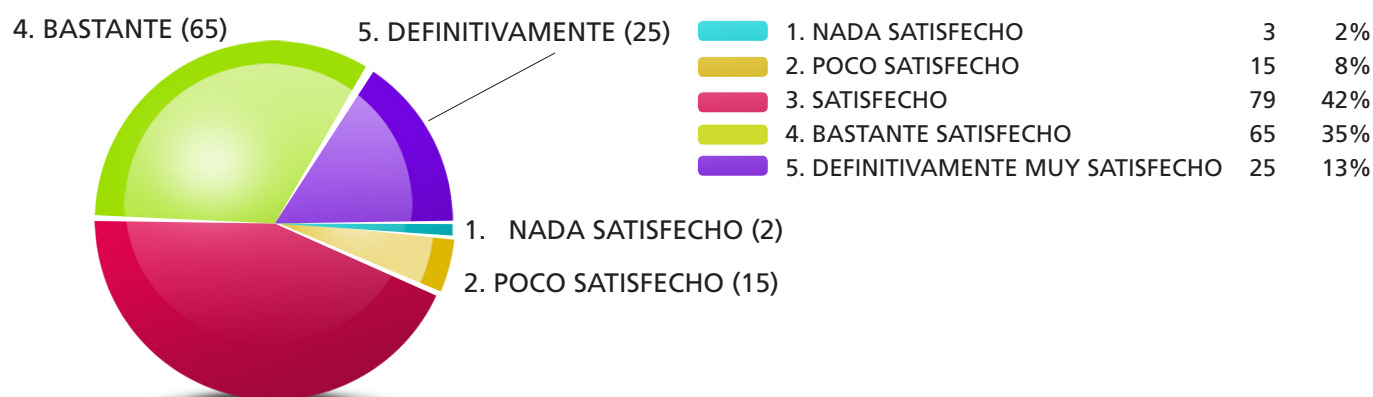 4. BASTANTE (65)
5. DEFINITIVAMENTE (25)
1. NADA SATISFECHO 3 2%
2. POCO SATISFECHO 15 8%
3. SATISFECHO 79 42%
4. BASTANTE SATISFECHO 65 35%
5. DEFINITIVAMENTE MUY SATISFECHO 25 13%
1. NADA SATISFECHO (2)
2. POCO SATISFECHO (15)